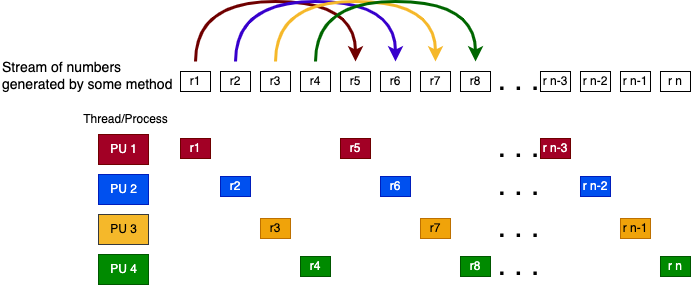 Stream of numbers
generated by some method
r1 r2 r3 r4 r5 r6 r7 r8 . . . r n-3 r n-2 r n-1 r n
Thread/Process
PU 1 r1 r5 . . . r n-3
PU 2 r2 r6 . . . r n-2
PU 3 r3 r7 . . . r n-1
PU 4 r4 r8 . . . r n